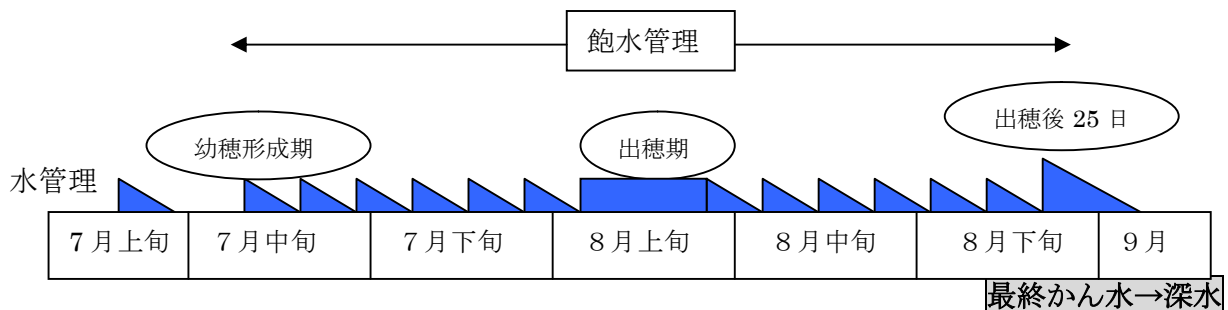 飽水管理
出穂後 25 日
幼穂形成期
出穂期
水管理
7月上旬
7月中旬
7月下旬
8月上旬
8月中旬
8月下旬
9月
最終かん水→深水